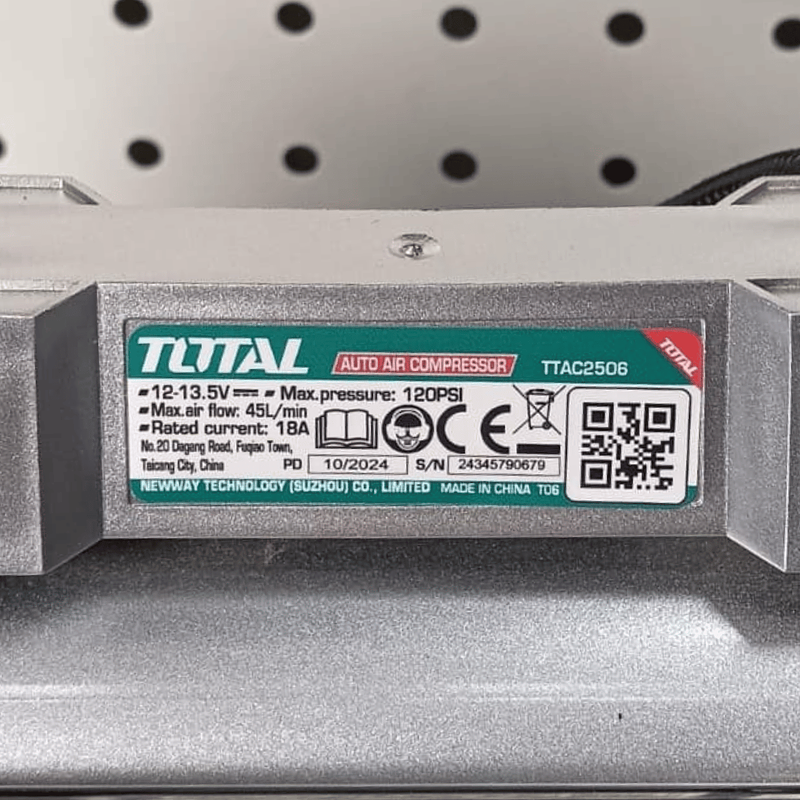 TOTAL AUTO AIR COMPRESSOR TTAC2506 TOTAL
12-13.5V Max.pressure: 120PSI
Max.air flow: 45L/min
Rated current: 18A
No.20 Dagang Road, Fuqiao Town,
Taicang City, China
PD 10/2024 S/N 24345790679
CE
NEWWAY TECHNOLOGY (SUZHOU) CO., LIMITED MADE IN CHINA T06